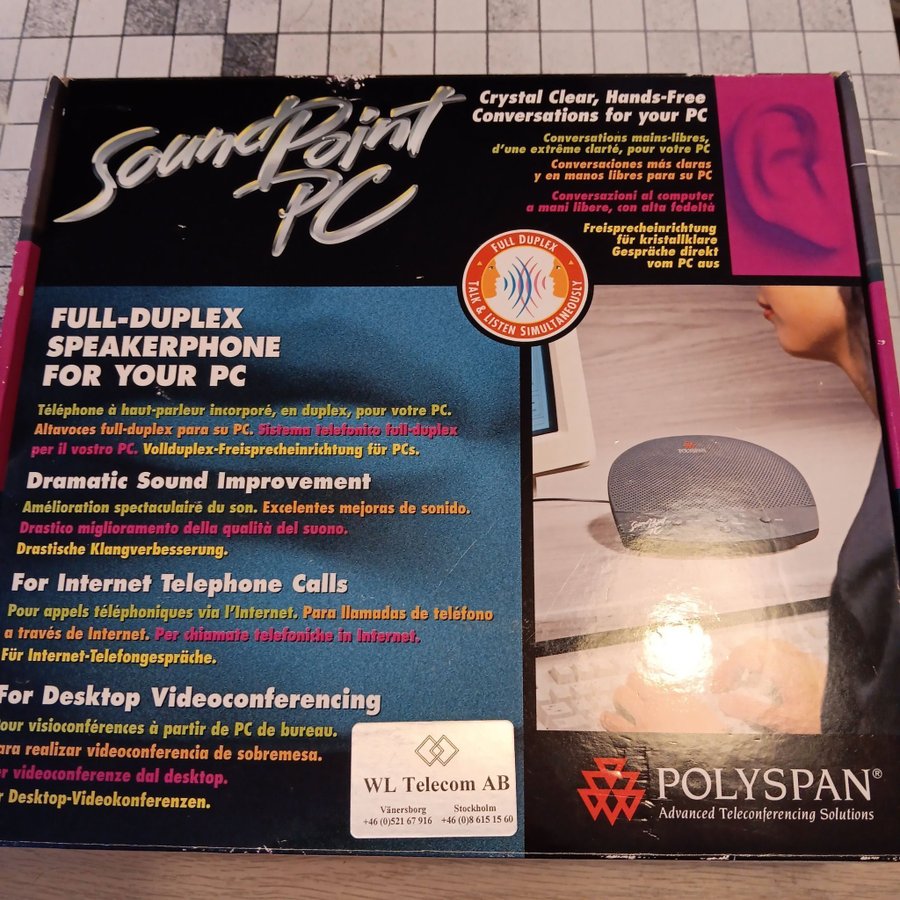 SoundPoint
PC
Crystal Clear, Hands-Free
Conversations for your PC
Conversations mains-libres,
d'une extrême clarté, pour votre PC
Conversaciones más claras
y en manos libres para su PC
Conversazioni al computer
a mani libere, con alta fedeltà
Freisprecheinrichtung
für kristallklare
Gespräche direkt
vom PC aus
FULL DUPLEX
TALK & LISTEN SIMULTANEOUSLY
FULL-DUPLEX
SPEAKERPHONE
FOR YOUR PC
Téléphone à haut-parleur incorporé, en duplex, pour votre PC.
Altavoces full-duplex para su PC. Sistema telefonico full-duplex
per il vostro PC. Vollduplex-Freisprecheinrichtung für PCs.
Dramatic Sound Improvement
Amélioration spectaculaire du son. Excelentes mejoras de sonido.
Drastico miglioramento della qualità del suono.
Drastische Klangverbesserung.
For Internet Telephone Calls
Pour appels téléphoniques via l'Internet. Para llamadas de teléfono
a través de Internet. Per chiamate telefoniche in Internet.
Für Internet-Telefongespräche.
For Desktop Videoconferencing
our visioconférences à partir de PC de bureau.
ara realizar videoconferencia de sobremesa.
er videoconferenze dal desktop.
r Desktop-Videokonferenzen.
POLYSPAN
SoundPoint
PC
WL Telecom AB
Vänersborg Stockholm
+46 (0)521 67 916 +46 (0)8 615 15 60
POLYSPAN®
Advanced Teleconferencing Solutions